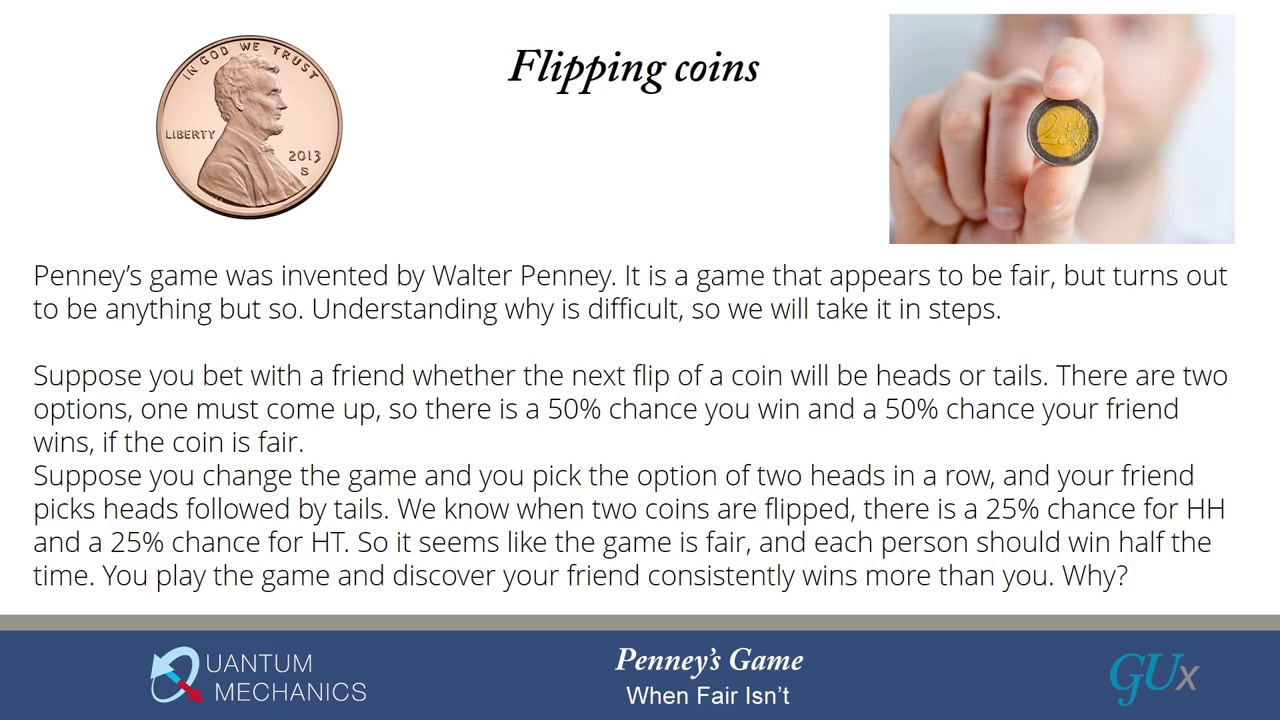 IN GOD WE TRUST
LIBERTY
2013
S
Flipping coins
2
Penney’s game was invented by Walter Penney. It is a game that appears to be fair, but turns out
to be anything but so. Understanding why is difficult, so we will take it in steps.
Suppose you bet with a friend whether the next flip of a coin will be heads or tails. There are two
options, one must come up, so there is a 50% chance you win and a 50% chance your friend
wins, if the coin is fair.
Suppose you change the game and you pick the option of two heads in a row, and your friend
picks heads followed by tails. We know when two coins are flipped, there is a 25% chance for HH
and a 25% chance for HT. So it seems like the game is fair, and each person should win half the
time. You play the game and discover your friend consistently wins more than you. Why?
QUANTUM
MECHANICS
Penney’s Game
When Fair Isn’t
GUx